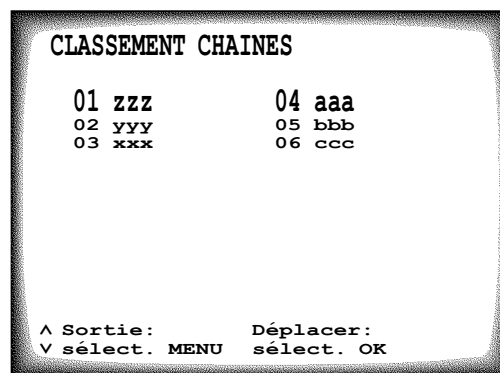 CLASSEMENT CHAINES
01 zzz 04 aaa
02 yyy 05 bbb
03 xxx 06 ccc
∧ Sortie: Déplacer:
∨ sélect. MENU sélect. OK